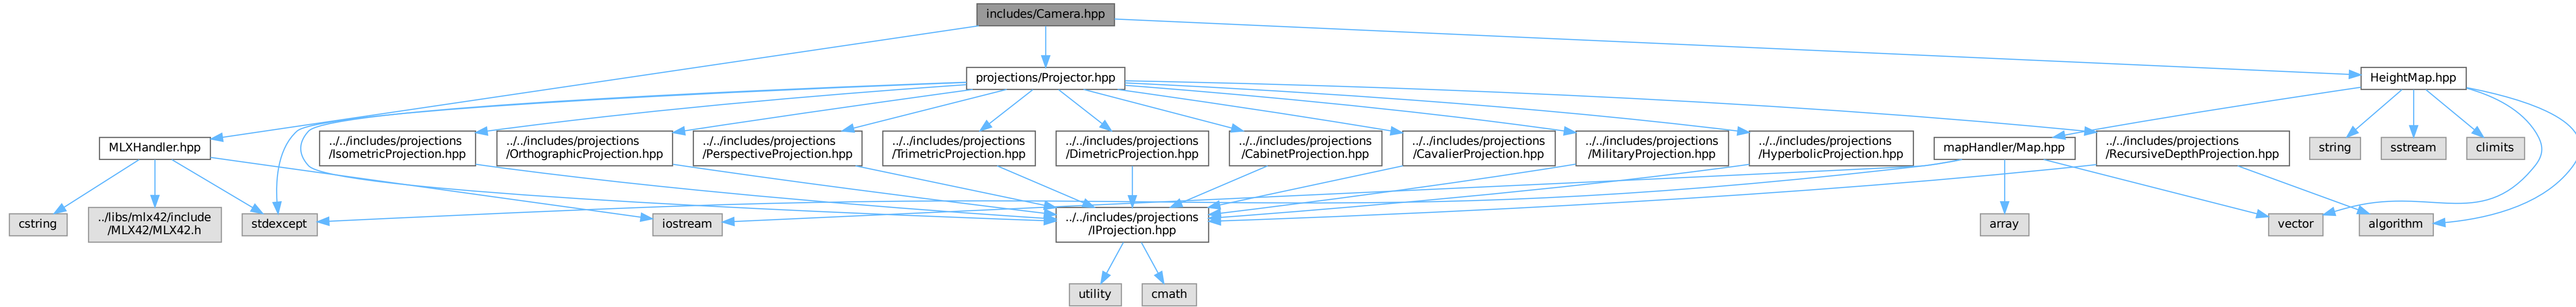 includes/Camera.hpp
projections/Projector.hpp
HeightMap.hpp
MLXHandler.hpp
../../includes/projections
/IsometricProjection.hpp
../../includes/projections
/OrthographicProjection.hpp
../../includes/projections
/PerspectiveProjection.hpp
../../includes/projections
/TrimetricProjection.hpp
../../includes/projections
/DimetricProjection.hpp
../../includes/projections
/CabinetProjection.hpp
../../includes/projections
/CavalierProjection.hpp
../../includes/projections
/MilitaryProjection.hpp
../../includes/projections
/HyperbolicProjection.hpp
mapHandler/Map.hpp
../../includes/projections
/RecursiveDepthProjection.hpp
string
sstream
climits
cstring
../libs/mlx42/include
/MLX42/MLX42.h
stdexcept
iostream
../../includes/projections
/IProjection.hpp
array
vector
algorithm
utility
cmath